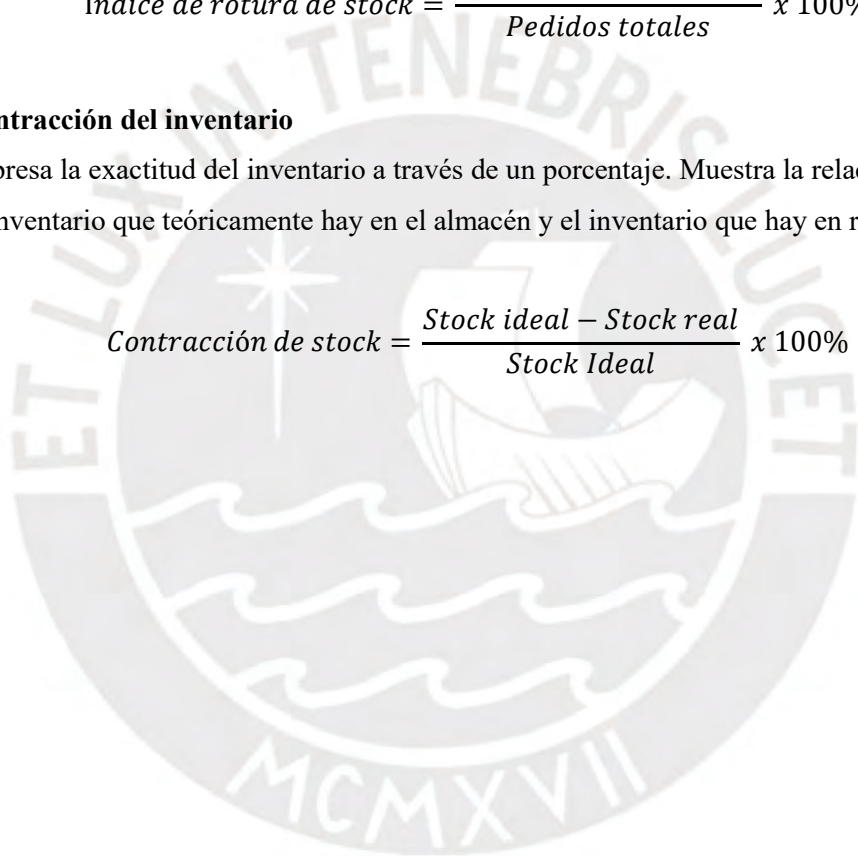 Índice de rotura de stock = ─── x 100%
Pedidos totales
ntracción del inventario
presa la exactitud del inventario a través de un porcentaje. Muestra la rela
nventario que teóricamente hay en el almacén y el inventario que hay en r
Contracción de stock = Stock ideal − Stock real x 100%
Stock Ideal
ET LUX IN TENEBRIS LUCET
MCMXVII